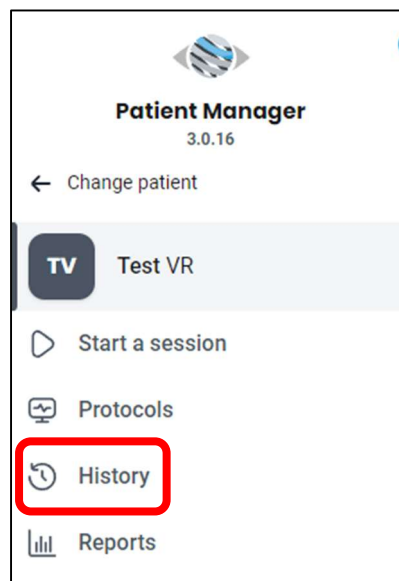 Patient Manager
3.0.16
Change patient
TV Test VR
Start a session
Protocols
History
Reports